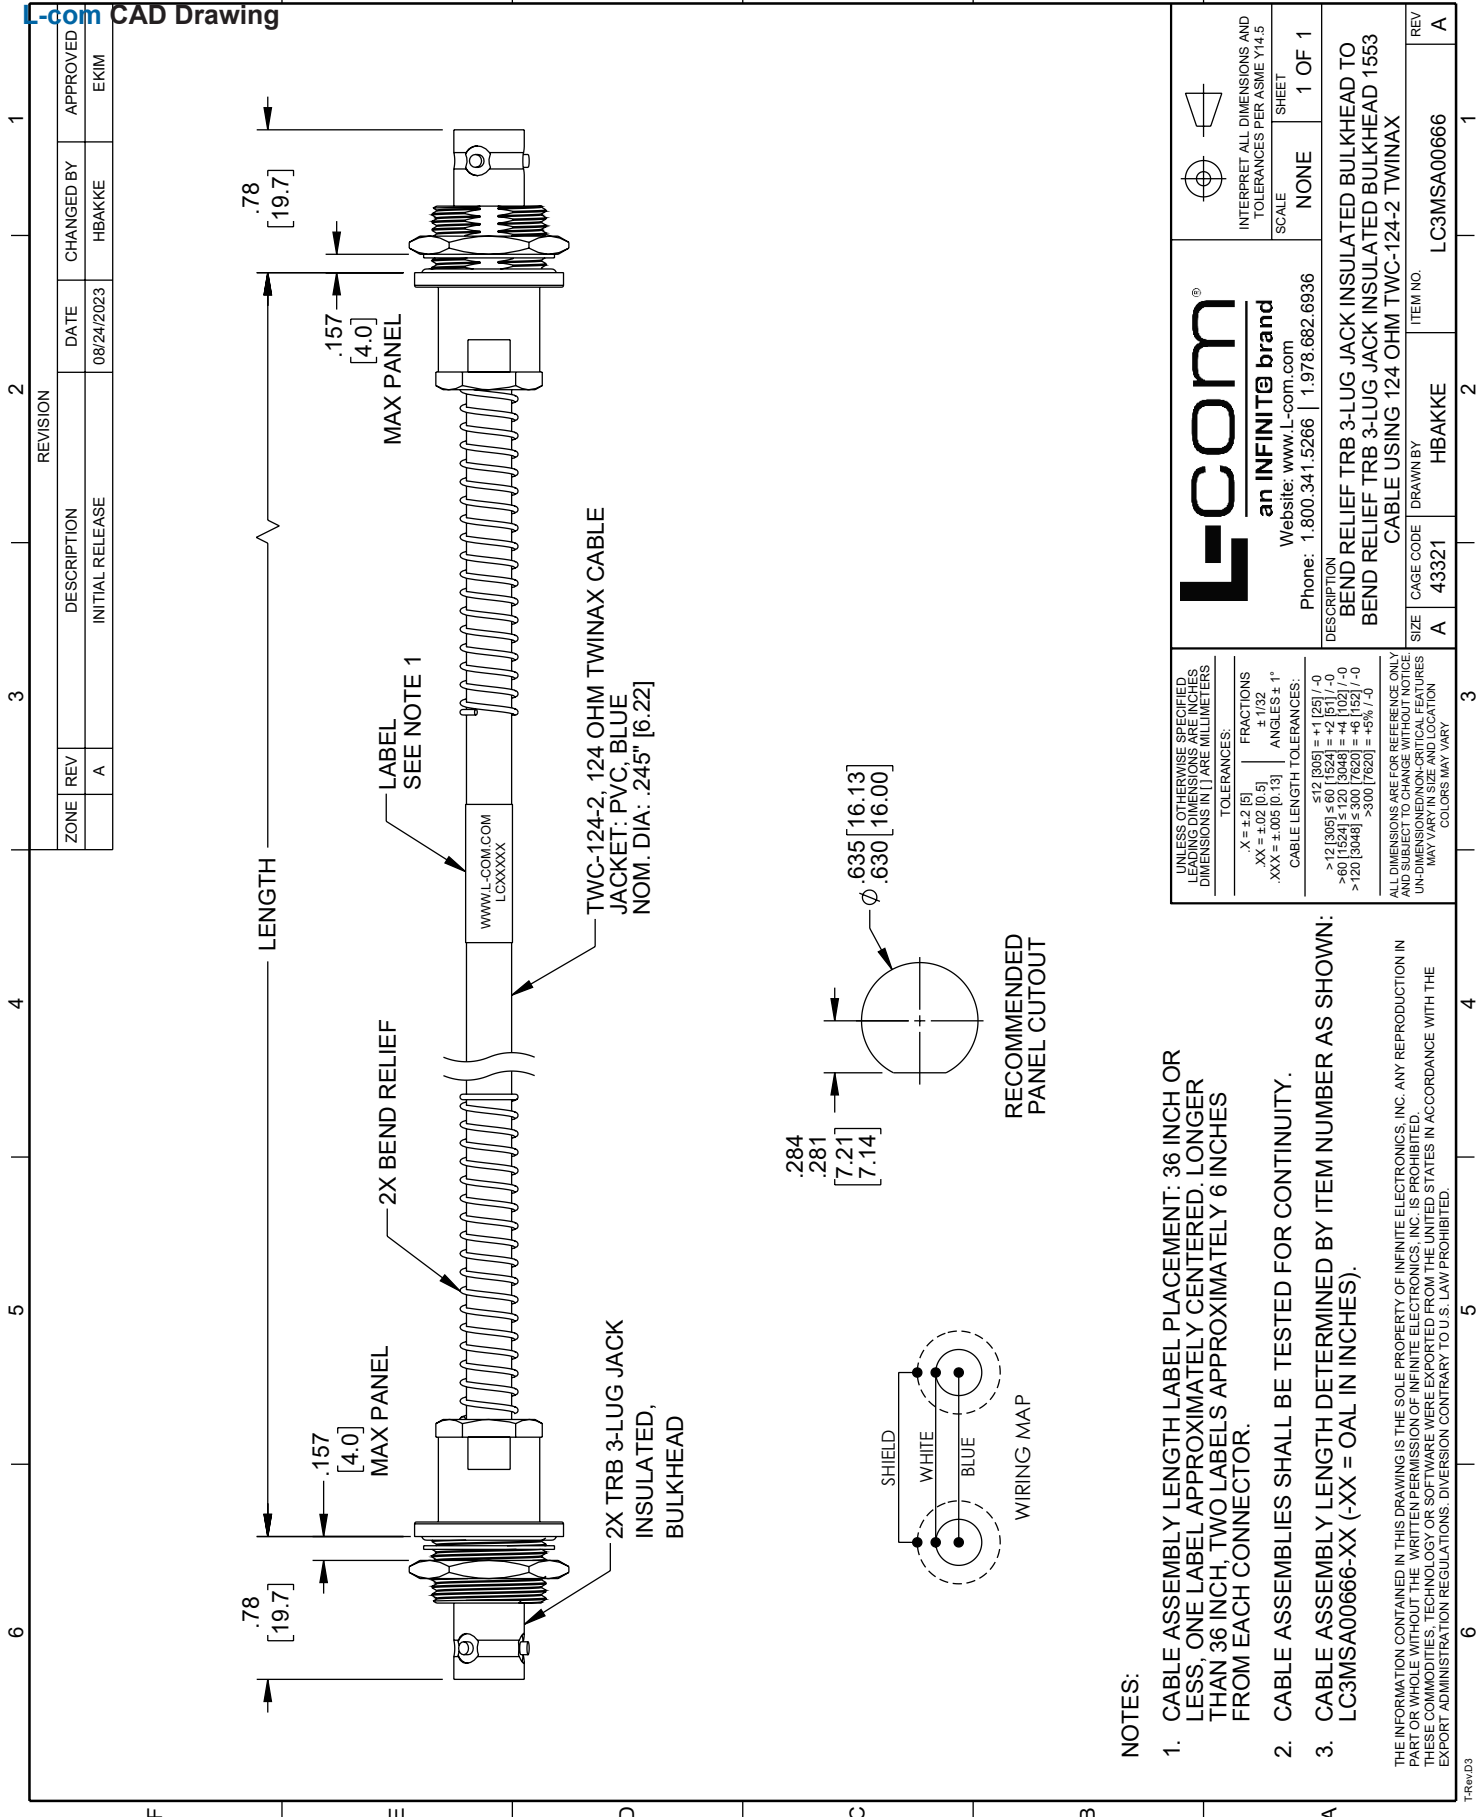 L-com CAD Drawing
REVISION
ZONE REV DESCRIPTION DATE CHANGED BY APPROVED
A INITIAL RELEASE 08/24/2023 HBAKKE EKIM
6 5 4 3 2 1
F
E
D
C
B
A
.78
[19.7]
.157
[4.0]
MAX PANEL
LENGTH
.157
[4.0]
MAX PANEL
.78
[19.7]
2X BEND RELIEF
LABEL
SEE NOTE 1
WWW.L-COM.COM
LCXXXXX
2X TRB 3-LUG JACK
INSULATED,
BULKHEAD
TWC-124-2, 124 OHM TWINAX CABLE
JACKET: PVC, BLUE
NOM. DIA: .245" [6.22]
SHIELD
WHITE
BLUE
WIRING MAP
.284
.281
[7.21]
[7.14]
Ø .635 [16.13]
.630 [16.00]
RECOMMENDED
PANEL CUTOUT
NOTES:
1. CABLE ASSEMBLY LENGTH LABEL PLACEMENT: 36 INCH OR
LESS, ONE LABEL APPROXIMATELY CENTERED. LONGER
THAN 36 INCH, TWO LABELS APPROXIMATELY 6 INCHES
FROM EACH CONNECTOR.
2. CABLE ASSEMBLIES SHALL BE TESTED FOR CONTINUITY.
3. CABLE ASSEMBLY LENGTH DETERMINED BY ITEM NUMBER AS SHOWN:
LC3MSA00666-XX (-XX = OAL IN INCHES).
THE INFORMATION CONTAINED IN THIS DRAWING IS THE SOLE PROPERTY OF INFINITE ELECTRONICS, INC. ANY REPRODUCTION IN
PART OR WHOLE WITHOUT THE WRITTEN PERMISSION OF INFINITE ELECTRONICS, INC. IS PROHIBITED.
THESE COMMODITIES, TECHNOLOGY OR SOFTWARE WERE EXPORTED FROM THE UNITED STATES IN ACCORDANCE WITH THE
EXPORT ADMINISTRATION REGULATIONS. DIVERSION CONTRARY TO U.S. LAW PROHIBITED.
UNLESS OTHERWISE SPECIFIED
LEADING DIMENSIONS ARE INCHES
DIMENSIONS IN [ ] ARE MILLIMETERS
TOLERANCES:
.X = ±.2 [5] FRACTIONS
.XX = ±.02 [0.5] ± 1/32
.XXX = ±.005 [0.13] ANGLES ± 1°
CABLE LENGTH TOLERANCES:
≤12 [305] = +1 [25] / -0
>12 [305] ≤ 60 [1524] = +2 [51] / -0
>60 [1524] ≤ 120 [3048] = +4 [102] / -0
>120 [3048] ≤ 300 [7620] = +6 [152] / -0
>300 [7620] = +5% / -0
ALL DIMENSIONS ARE FOR REFERENCE ONLY
AND SUBJECT TO CHANGE WITHOUT NOTICE.
UN-DIMENSIONED/NON-CRITICAL FEATURES
MAY VARY IN SIZE AND LOCATION
COLORS MAY VARY
L-com®
an INFINITe brand
Website: www.L-com.com
Phone: 1.800.341.5266 | 1.978.682.6936
INTERPRET ALL DIMENSIONS AND
TOLERANCES PER ASME Y14.5
SCALE NONE
SHEET 1 OF 1
DESCRIPTION
BEND RELIEF TRB 3-LUG JACK INSULATED BULKHEAD TO
BEND RELIEF TRB 3-LUG JACK INSULATED BULKHEAD 1553
CABLE USING 124 OHM TWC-124-2 TWINAX
SIZE CAGE CODE DRAWN BY ITEM NO. REV
A 43321 HBAKKE LC3MSA00666 A
6 5 4 3 2 1
T-Rev.D3